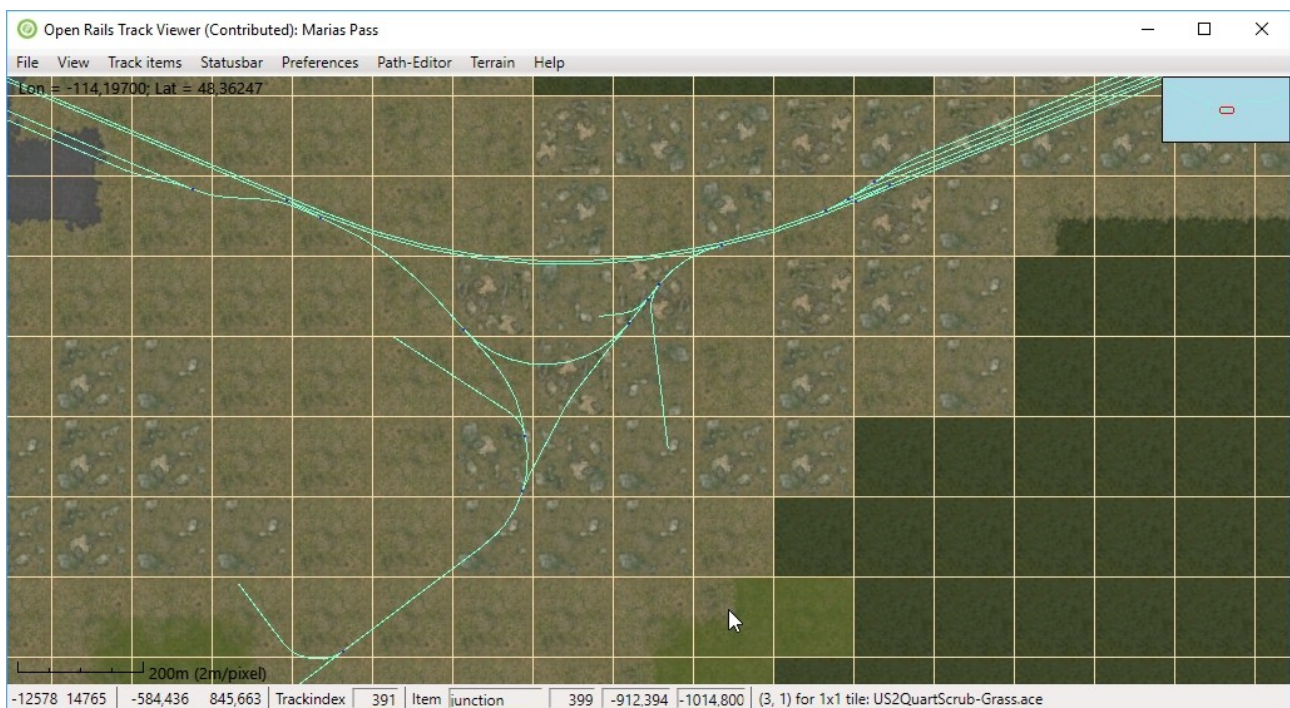 Open Rails Track Viewer (Contributed): Marias Pass
File View Track items Statusbar Preferences Path-Editor Terrain Help
Lon = -114,19700; Lat = 48,36247
200m (2m/pixel)
-12578 14765 -584,436 845,663 Trackindex 391 Item junction 399 -912,394 -1014,800 (3, 1) for 1x1 tile: US2QuartScrub-Grass.ace